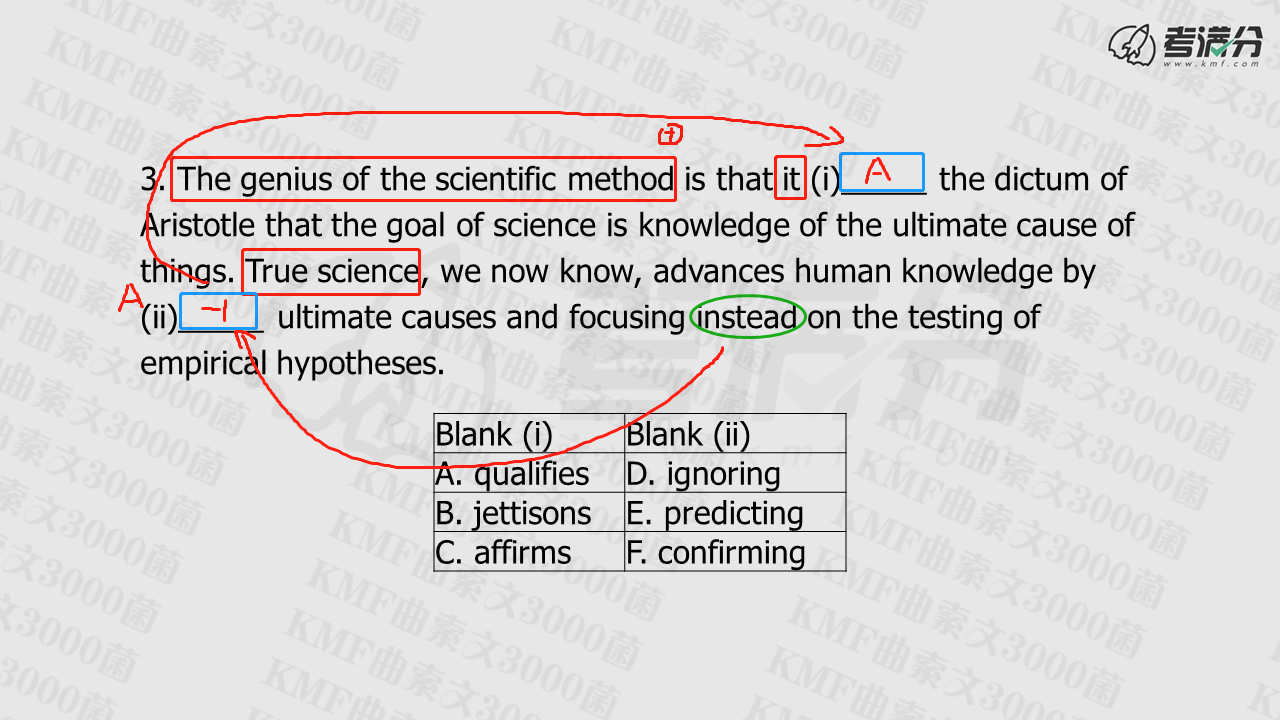 考满分
www.kmf.com
+
3. The genius of the scientific method is that it (i)______ the dictum of
A
Aristotle that the goal of science is knowledge of the ultimate cause of
things. True science, we now know, advances human knowledge by
A
(ii)______ ultimate causes and focusing instead on the testing of
-1
empirical hypotheses.
Blank (i) Blank (ii)
A. qualifies D. ignoring
B. jettisons E. predicting
C. affirms F. confirming
KMF曲索文3000菌